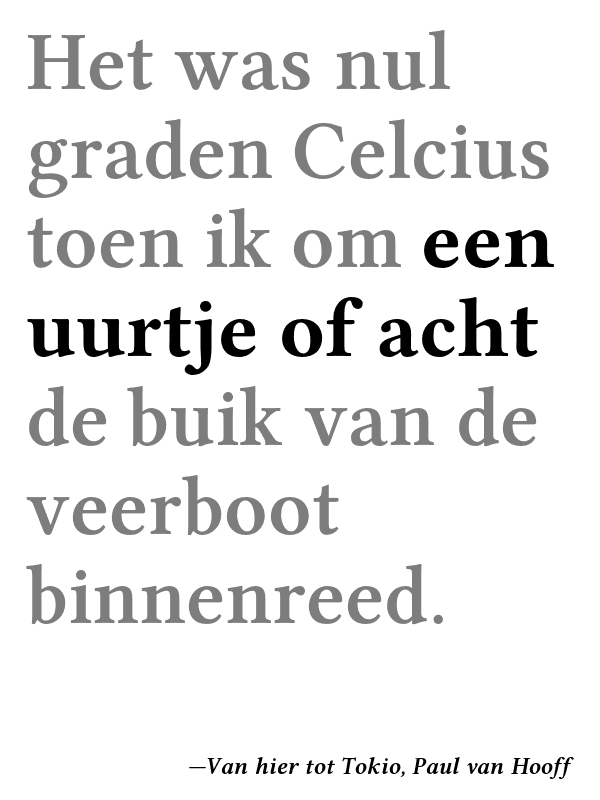 Het was nul
graden Celcius
toen ik om een
uurtje of acht
de buik van de
veerboot
binnenreed.
—Van hier tot Tokio, Paul van Hooff